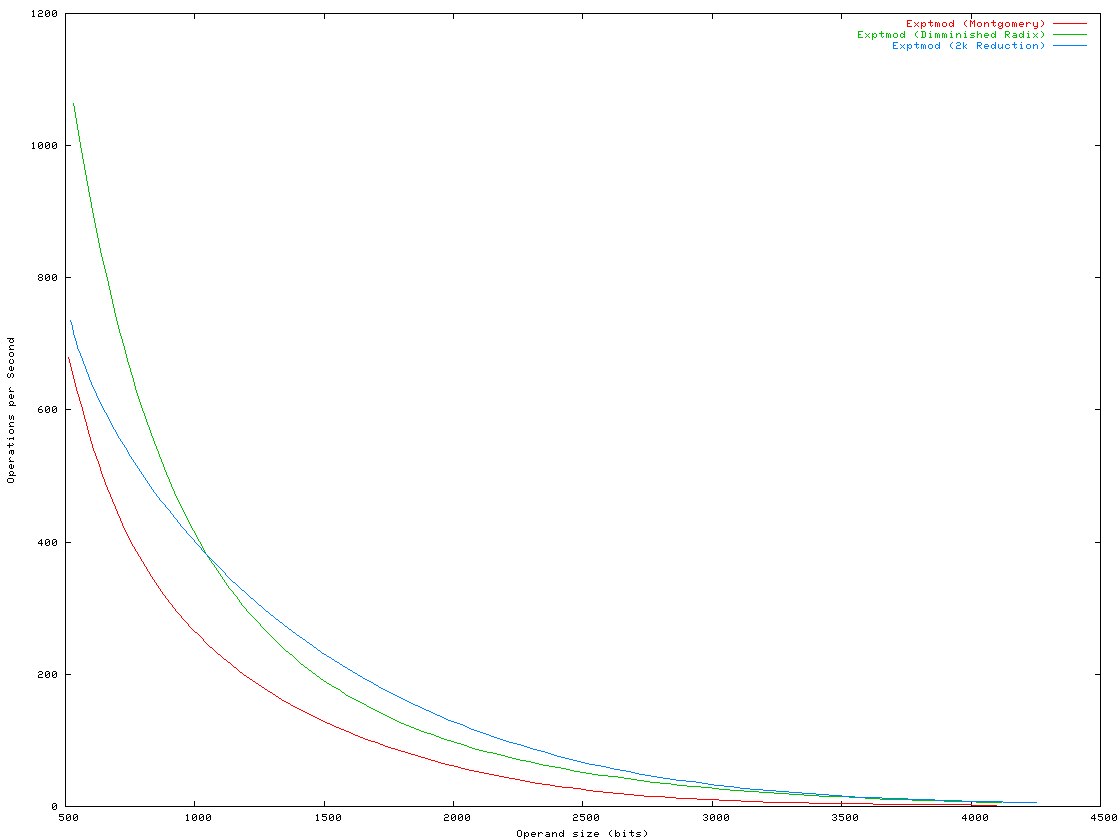 1200
Exptmod (Montgomery)
Exptmod (Dimminished Radix)
Exptmod (2k Reduction)
1000
800
Operations per Second
600
400
200
0
500 1000 1500 2000 2500 3000 3500 4000 4500
Operand size (bits)